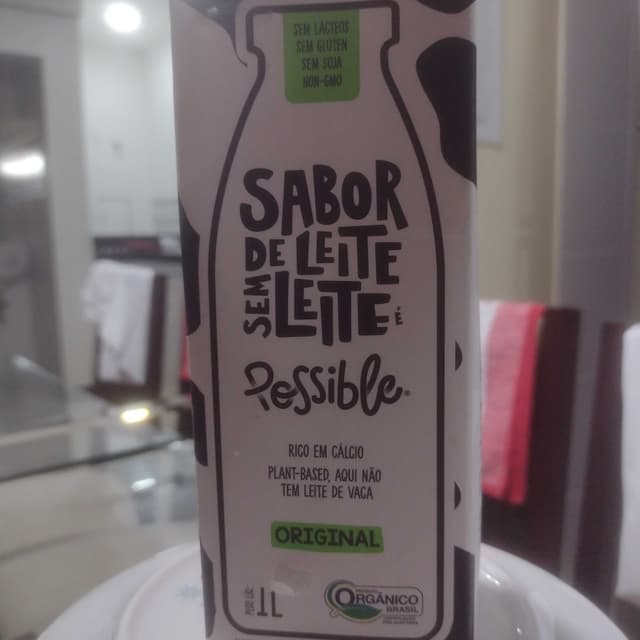 SEM LÁCTEOS
SEM GLÚTEN
SEM SOJA
NON-GMO
SABOR
DE LEITE
SEM LEITE É
Possible®
RICO EM CÁLCIO
PLANT-BASED, AQUI NÃO
TEM LEITE DE VACA
ORIGINAL
1L
ORGÂNICO
BRASIL